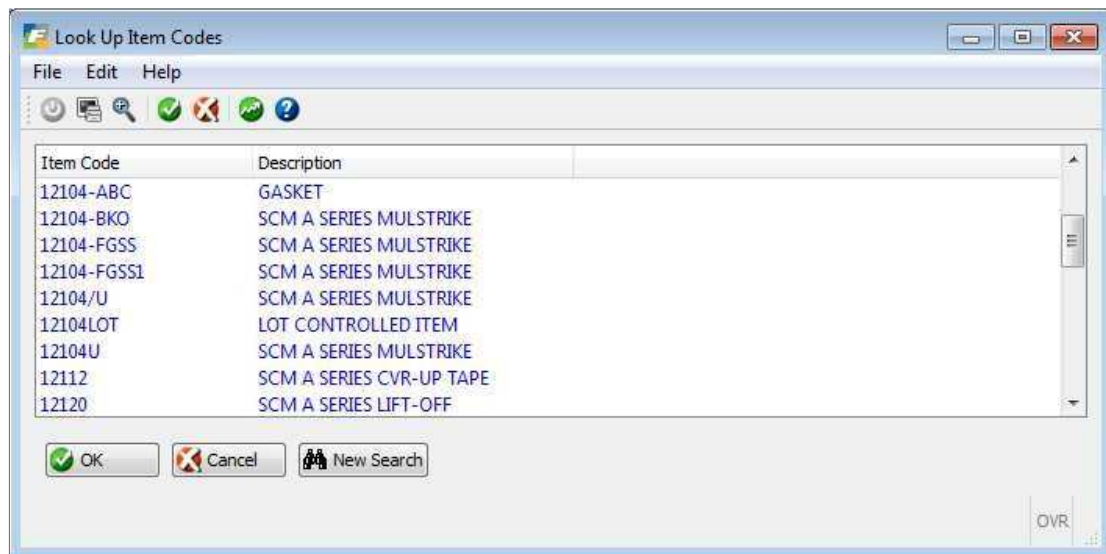 Look Up Item Codes
File Edit Help
Item Code Description
12104-ABC GASKET
12104-BKO SCM A SERIES MULSTRIKE
12104-FGSS SCM A SERIES MULSTRIKE
12104-FGSS1 SCM A SERIES MULSTRIKE
12104/U SCM A SERIES MULSTRIKE
12104LOT LOT CONTROLLED ITEM
12104U SCM A SERIES MULSTRIKE
12112 SCM A SERIES CVR-UP TAPE
12120 SCM A SERIES LIFT-OFF
OK Cancel New Search
OVR